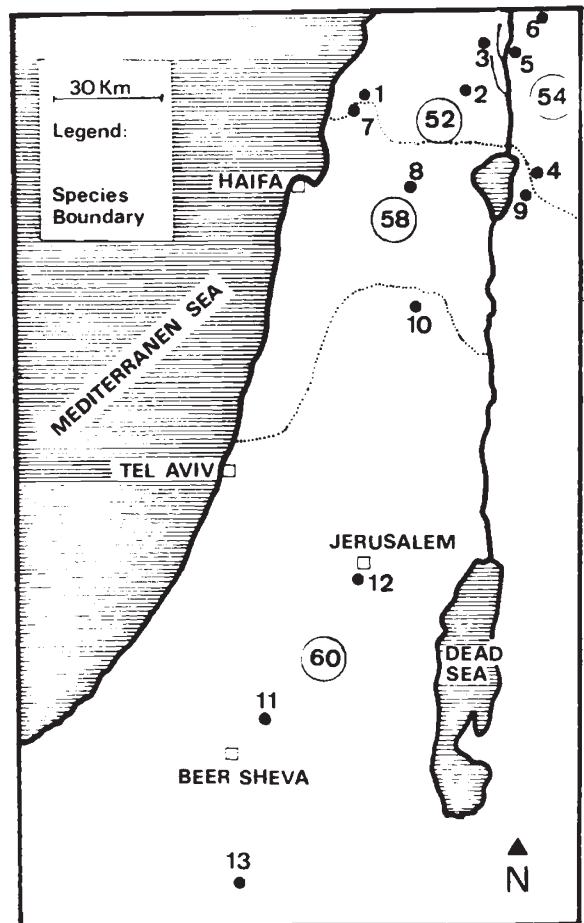 6
3
5
30 Km
1
2
54
7
52
Legend:
4
HAIFA
8
9
Species
Boundary
58
10
MEDITERRANEN SEA
TEL AVIV
JERUSALEM
12
60
DEAD
SEA
11
BEER SHEVA
13
N